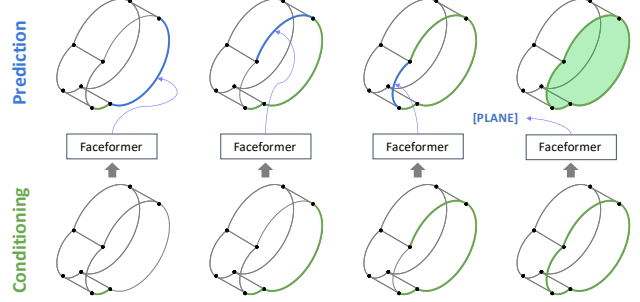 Prediction
[PLANE]
Faceformer
Faceformer
Faceformer
Faceformer
Conditioning